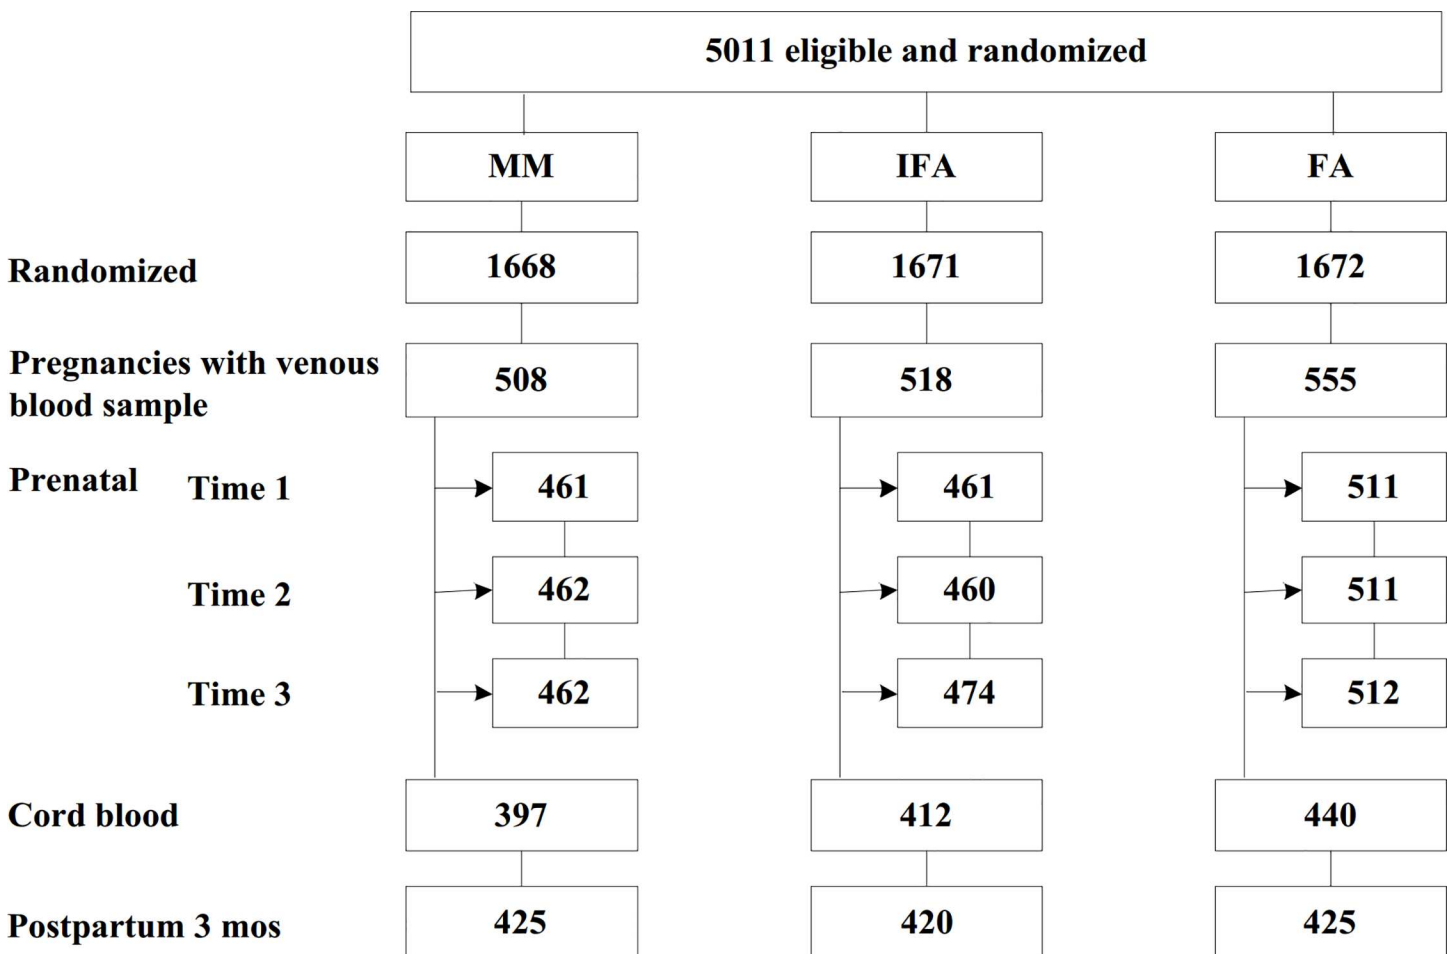 5011 eligible and randomized
MM IFA FA
Randomized 1668 1671 1672
Pregnancies with venous
blood sample 508 518 555
Prenatal Time 1 461 461 511
Time 2 462 460 511
Time 3 462 474 512
Cord blood 397 412 440
Postpartum 3 mos 425 420 425